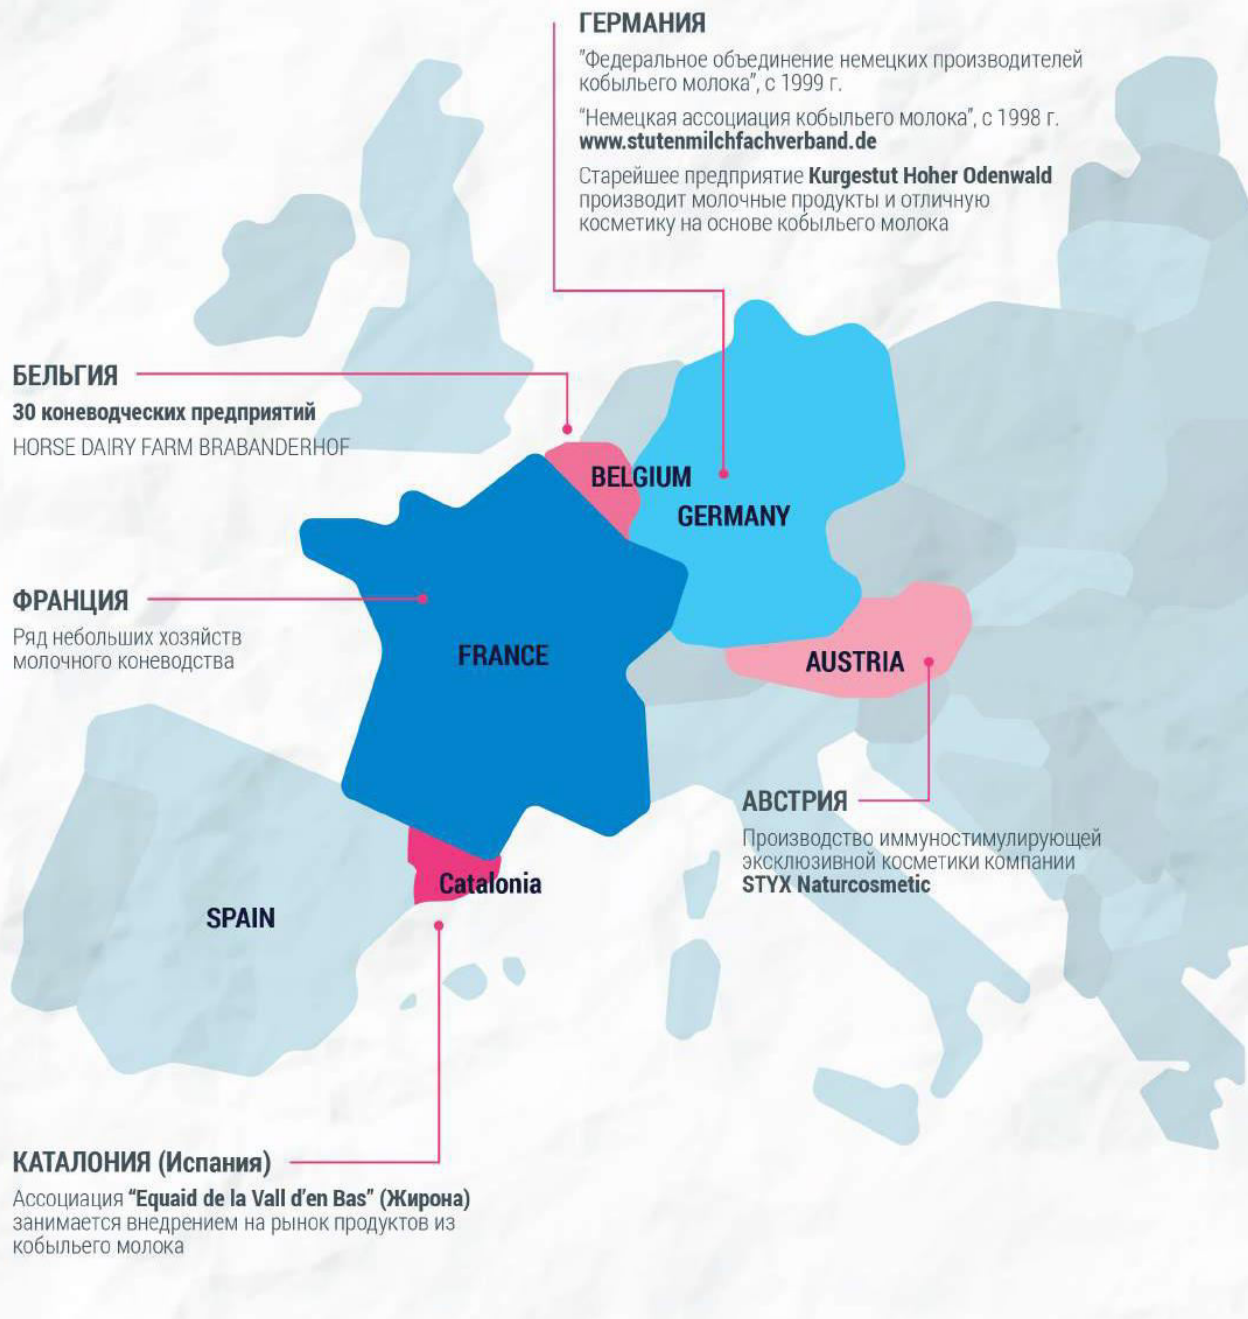 ГЕРМАНИЯ
"Федеральное объединение немецких производителей
кобыльего молока", с 1999 г.
“Немецкая ассоциация кобыльего молока”, с 1998 г.
www.stutenmilchfachverband.de
Старейшее предприятие Kurgestut Hoher Odenwald
производит молочные продукты и отличную
косметику на основе кобыльего молока
БЕЛЬГИЯ
30 коневодческих предприятий
HORSE DAIRY FARM BRABANDERHOF
BELGIUM
GERMANY
ФРАНЦИЯ
Ряд небольших хозяйств
молочного коневодства
FRANCE
AUSTRIA
АВСТРИЯ
Производство иммуностимулирующей
эксклюзивной косметики компании
STYX Naturcosmetic
Catalonia
SPAIN
КАТАЛОНИЯ (Испания)
Ассоциация “Equaid de la Vall d’en Bas” (Жирона)
занимается внедрением на рынок продуктов из
кобыльего молока